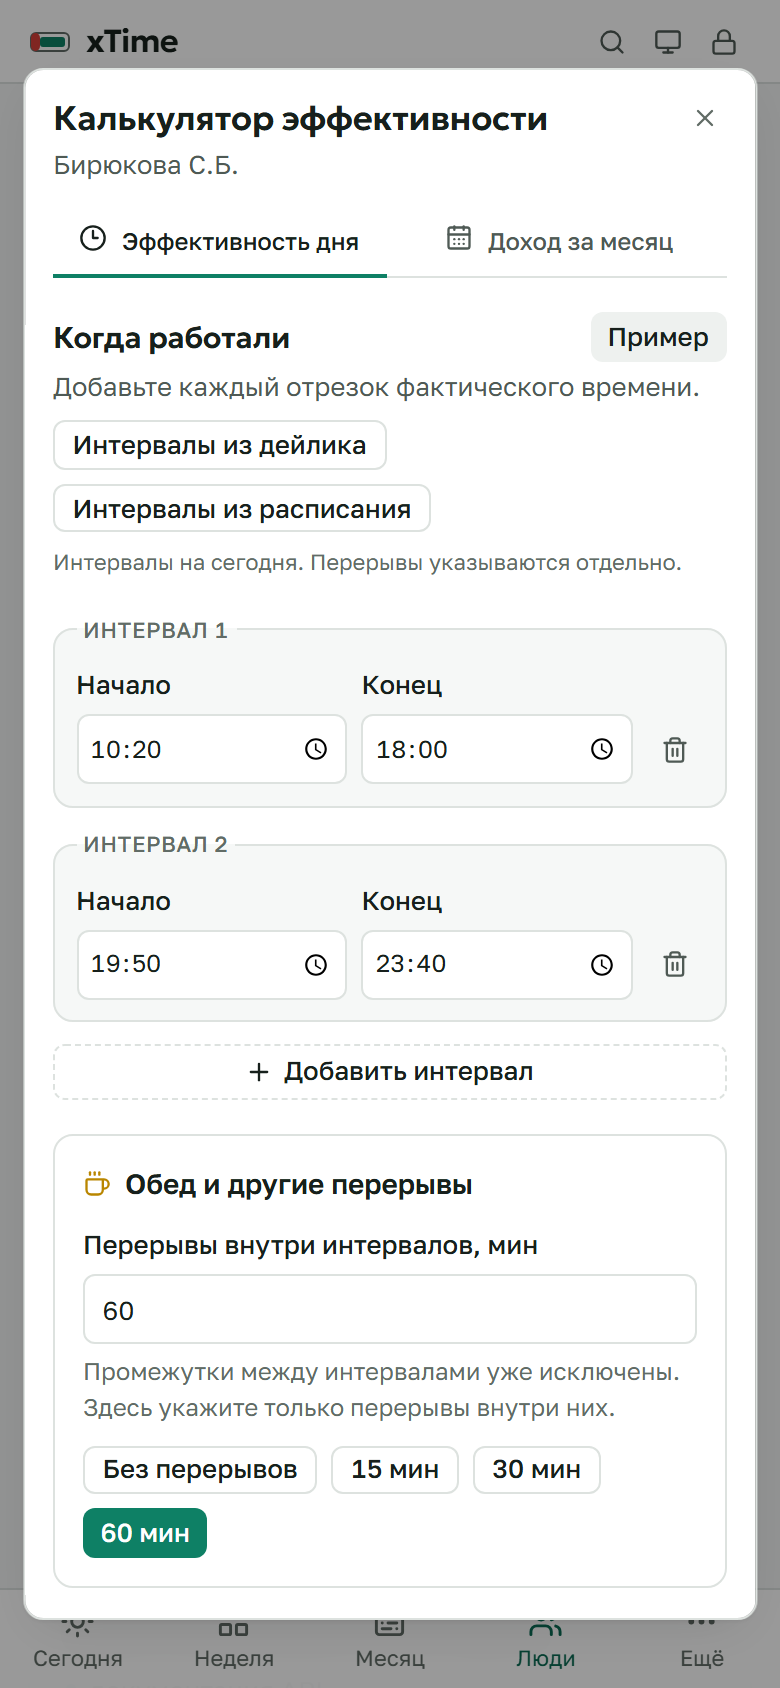 xTime
Калькулятор эффективности
Бирюкова С.Б.
Эффективность дня
Доход за месяц
Когда работали
Пример
Добавьте каждый отрезок фактического времени.
Интервалы из дейлика
Интервалы из расписания
Интервалы на сегодня. Перерывы указываются отдельно.
ИНТЕРВАЛ 1
Начало
Конец
10:20
18:00
ИНТЕРВАЛ 2
Начало
Конец
19:50
23:40
+ Добавить интервал
Обед и другие перерывы
Перерывы внутри интервалов, мин
60
Промежутки между интервалами уже исключены.
Здесь укажите только перерывы внутри них.
Без перерывов
15 мин
30 мин
60 мин
Сегодня
Неделя
Месяц
Люди
Ещё